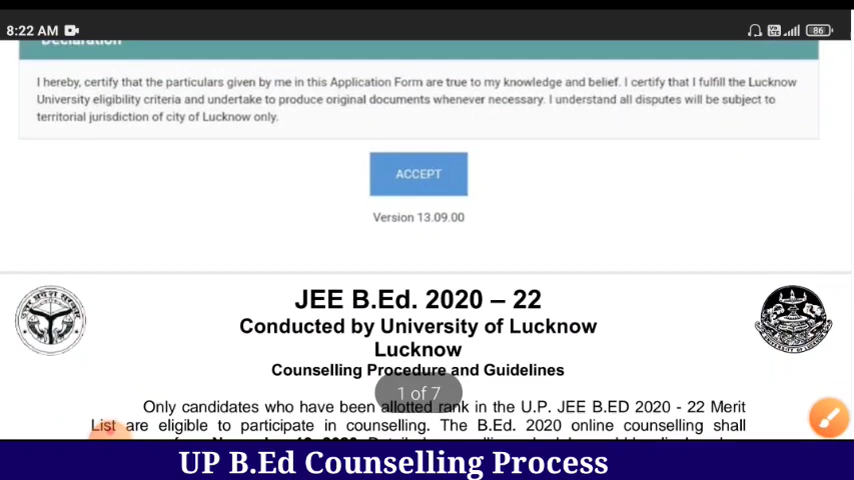 8:22 AM
86
Declaration
I hereby, certify that the particulars given by me in this Application Form are true to my knowledge and belief. I certify that I fulfill the Lucknow
University eligibility criteria and undertake to produce original documents whenever necessary. I understand all disputes will be subject to
territorial jurisdiction of city of Lucknow only.
ACCEPT
Version 13.09.00
JEE B.Ed. 2020 – 22
Conducted by University of Lucknow
Lucknow
Counselling Procedure and Guidelines
1 of 7
Only candidates who have been allotted rank in the U.P. JEE B.ED 2020 - 22 Merit
List are eligible to participate in counselling. The B.Ed. 2020 online counselling shall
UP B.Ed Counselling Process